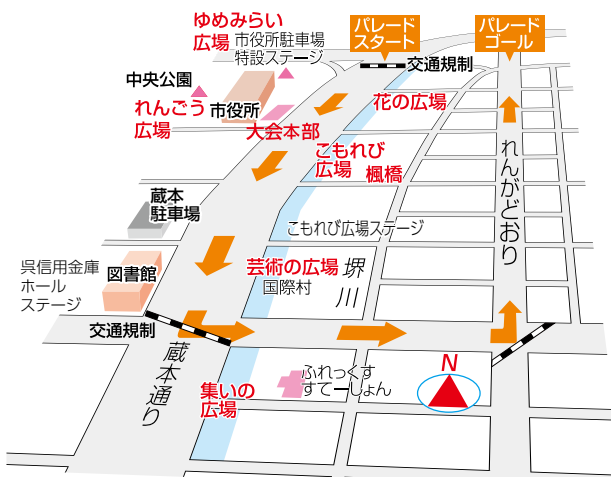 ゆめみらい
広場
市役所駐車場
特設ステージ
パレード
スタート
パレード
ゴール
交通規制
中央公園
れんごう
広場
市役所
大会本部
花の広場
こもれび
広場
楓橋
れんがどおり
蔵本
駐車場
こもれび広場ステージ
芸術の広場
国際村
堺川
呉信用金庫
ホール
ステージ
図書館
交通規制
蔵本通り
集いの
広場
ふれっくす
すてーしょん
N